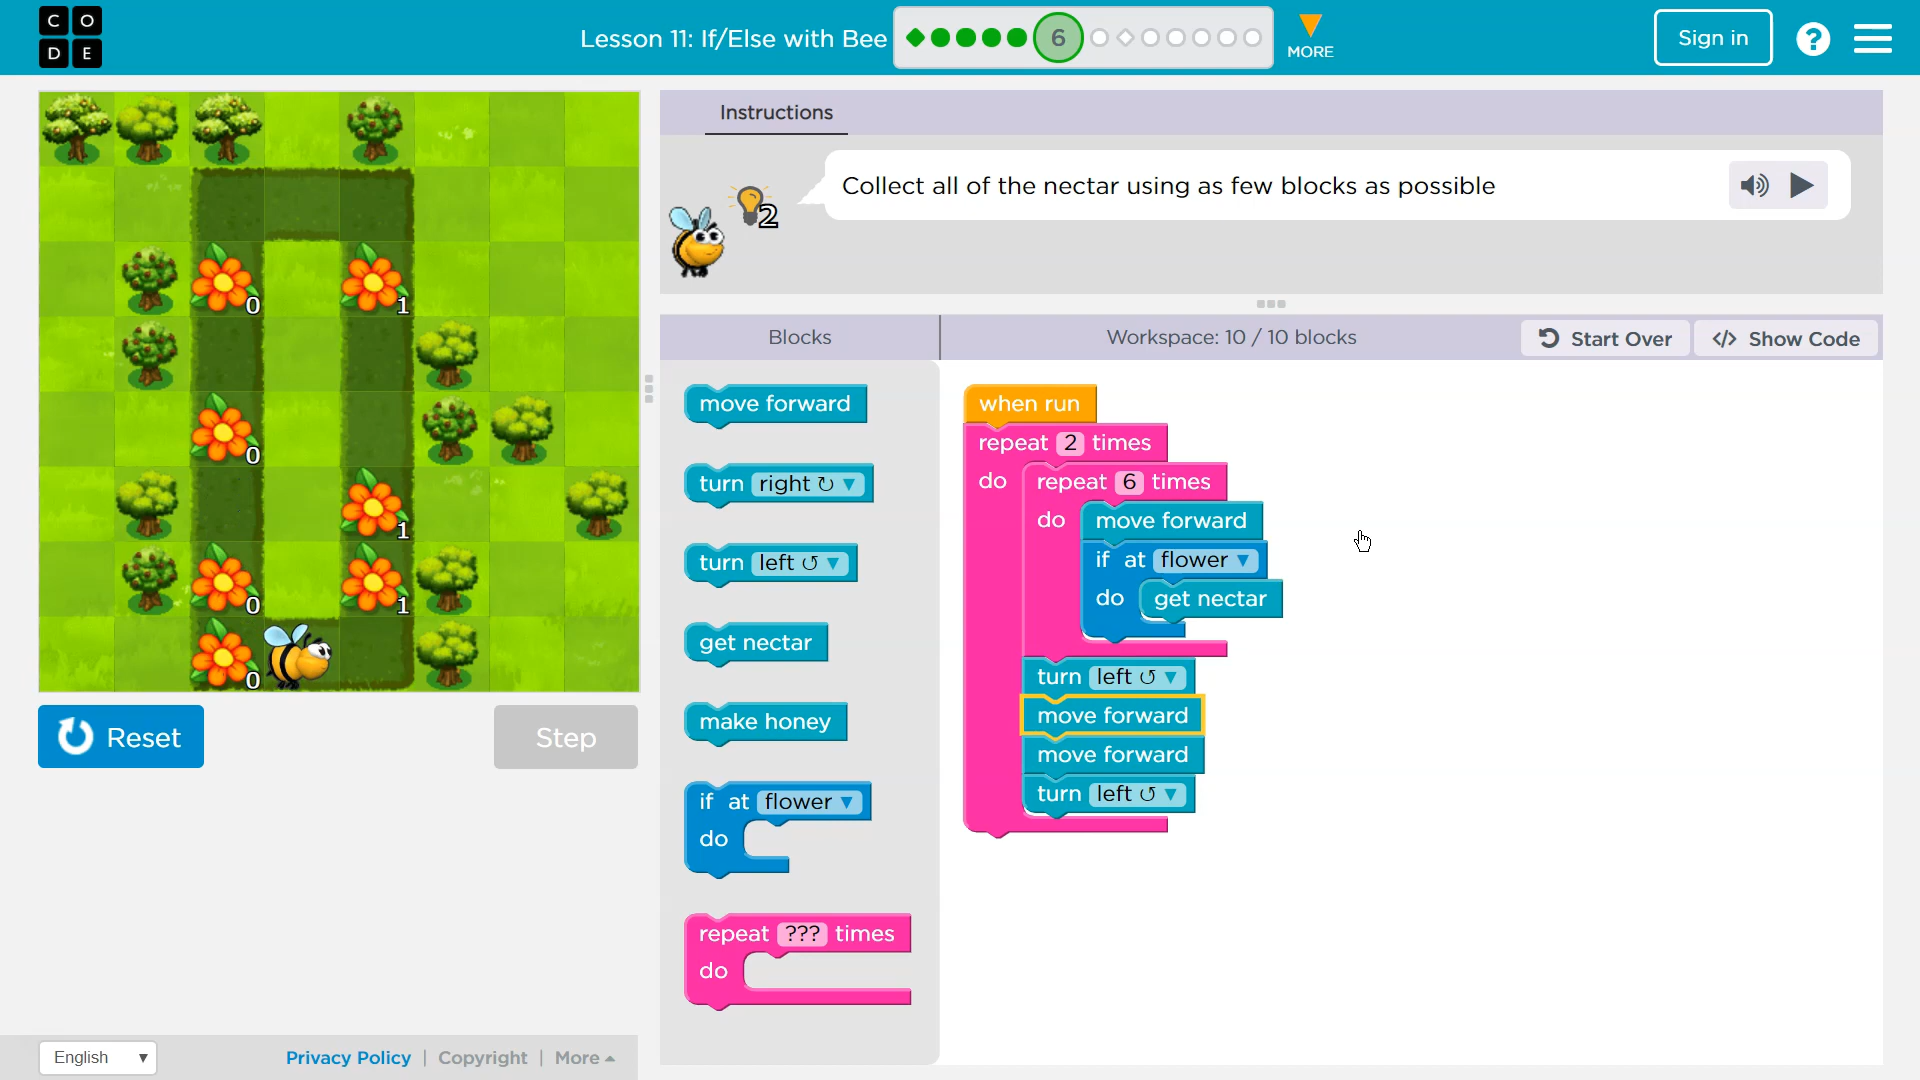 C O
D E
Lesson 11: If/Else with Bee
6
MORE
Sign in
?
Instructions
2
Collect all of the nectar using as few blocks as possible
0
1
0
1
0
1
0
Reset
Step
Blocks
Workspace: 10 / 10 blocks
Start Over
</> Show Code
move forward
turn right ↻ ▼
turn left ↺ ▼
get nectar
make honey
if at flower ▼
do
repeat ??? times
do
when run
repeat 2 times
do repeat 6 times
do move forward
if at flower ▼
do get nectar
turn left ↺ ▼
move forward
move forward
turn left ↺ ▼
English ▼
Privacy Policy | Copyright | More